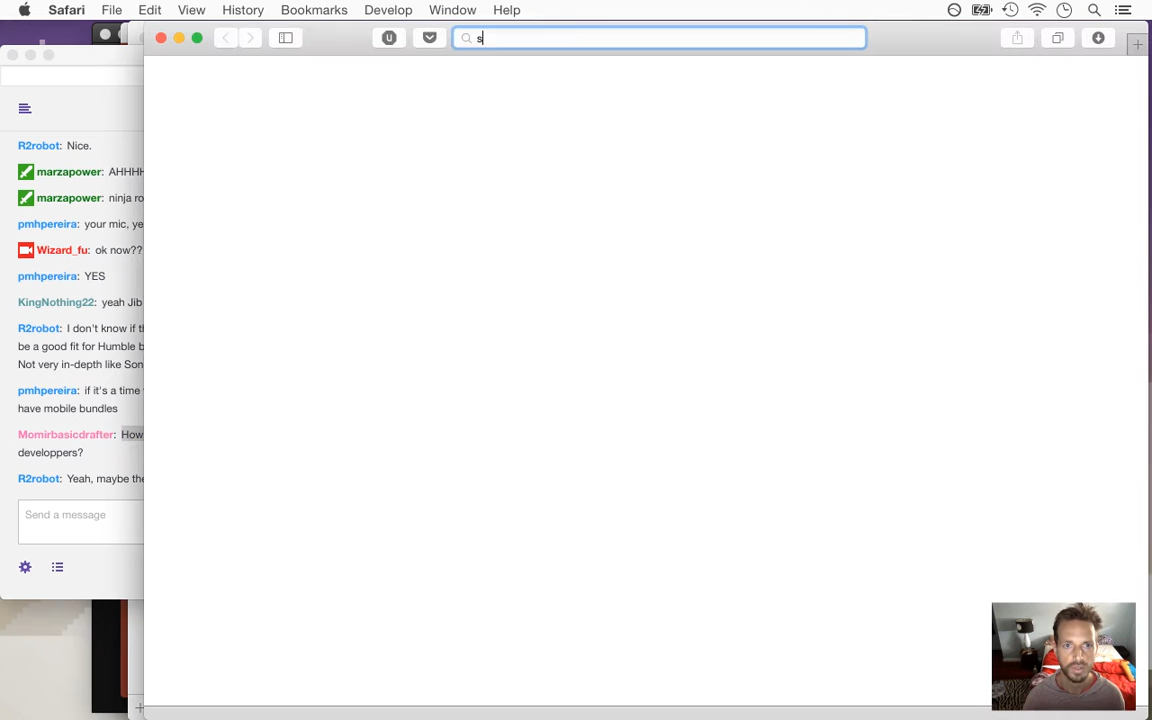 Safari File Edit View History Bookmarks Develop Window Help
s
R2robot: Nice.
marzapower: AHHHH
marzapower: ninja ro
pmhpereira: your mic, ye
Wizard_fu: ok now??
pmhpereira: YES
KingNothing22: yeah Jib
R2robot: I don't know if th
be a good fit for Humble b
Not very in-depth like Son
pmhpereira: if it's a time
have mobile bundles
Momirbasicdrafter: How
developpers?
R2robot: Yeah, maybe the
Send a message